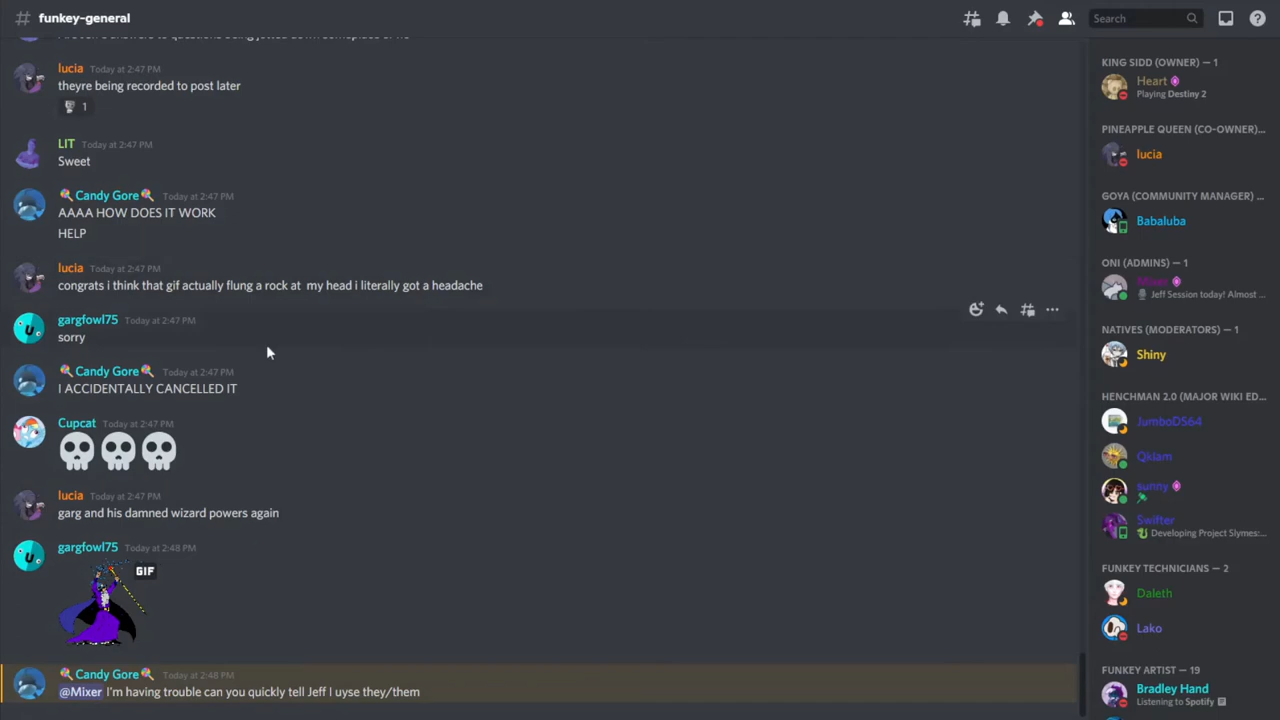 # funkey-general
Search
lucia Today at 2:47 PM
theyre being recorded to post later
1
LIT Today at 2:47 PM
Sweet
Candy Gore Today at 2:47 PM
AAAA HOW DOES IT WORK
HELP
lucia Today at 2:47 PM
congrats i think that gif actually flung a rock at my head i literally got a headache
gargfowl75 Today at 2:47 PM
sorry
Candy Gore Today at 2:47 PM
I ACCIDENTALLY CANCELLED IT
Cupcat Today at 2:47 PM
lucia Today at 2:47 PM
garg and his damned wizard powers again
gargfowl75 Today at 2:48 PM
GIF
Candy Gore Today at 2:48 PM
@Mixer I'm having trouble can you quickly tell Jeff I uyse they/them
KING SIDD (OWNER) — 1
Heart
Playing Destiny 2
PINEAPPLE QUEEN (CO-OWNER)...
lucia
GOYA (COMMUNITY MANAGER) ...
Babaluba
ONI (ADMINS) — 1
Mixer
Jeff Session today! Almost ...
NATIVES (MODERATORS) — 1
Shiny
HENCHMAN 2.0 (MAJOR WIKI ED...
JumboDS64
Qklam
sunny
Swifter
Developing Project Slymes:...
FUNKEY TECHNICIANS — 2
Daleth
Lako
FUNKEY ARTIST — 19
Bradley Hand
Listening to Spotify